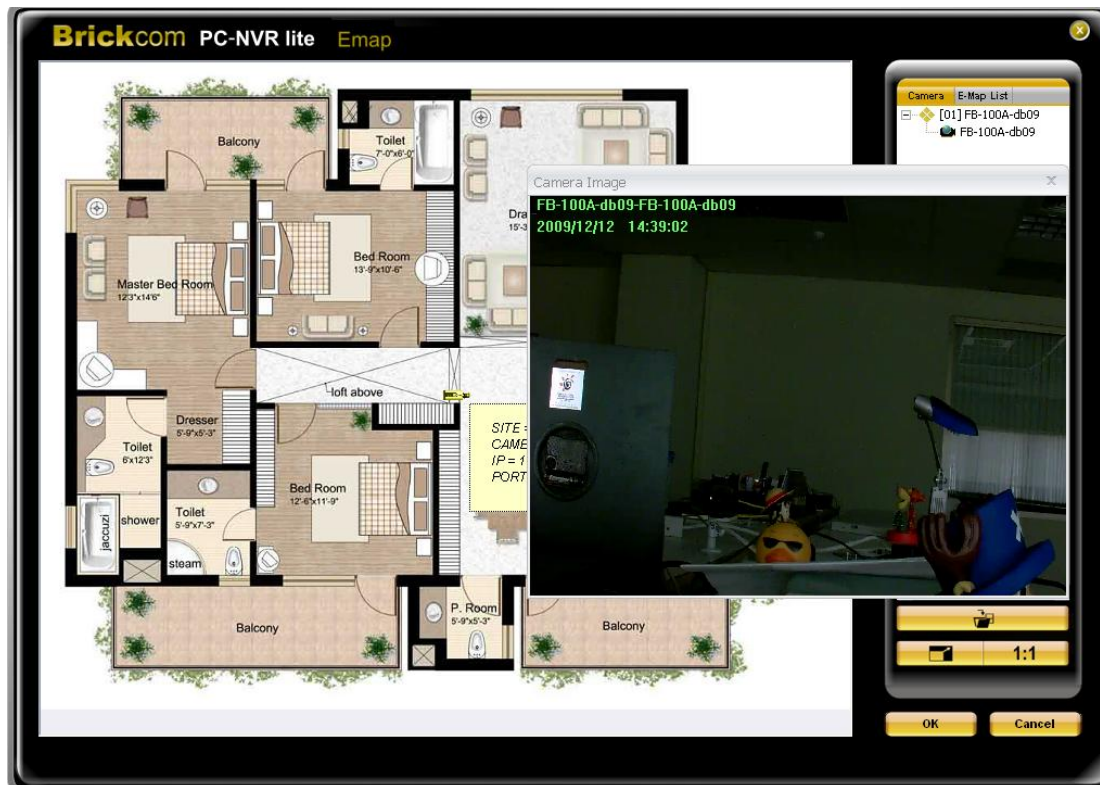 Brickcom PC-NVR lite Emap
Camera E-Map List
[01] FB-100A-db09
FB-100A-db09
Balcony
Toilet
7'-0"x6'-0"
Camera Image
FB-100A-db09-FB-100A-db09
2009/12/12 14:39:02
Master Bed Room
12'3"x14'6"
Bed Room
13'-9"x10'-6"
loft above
Dresser
5'-9"x5'-3"
SITE =
IP = 1
PORT
Toilet
6'x12'3"
shower
jaccuzi
Toilet
5'-9"x7'-3"
steam
Bed Room
12'-6"x11'-9"
Balcony
P. Room
5'-9"x5'-3"
Balcony
1:1
OK Cancel